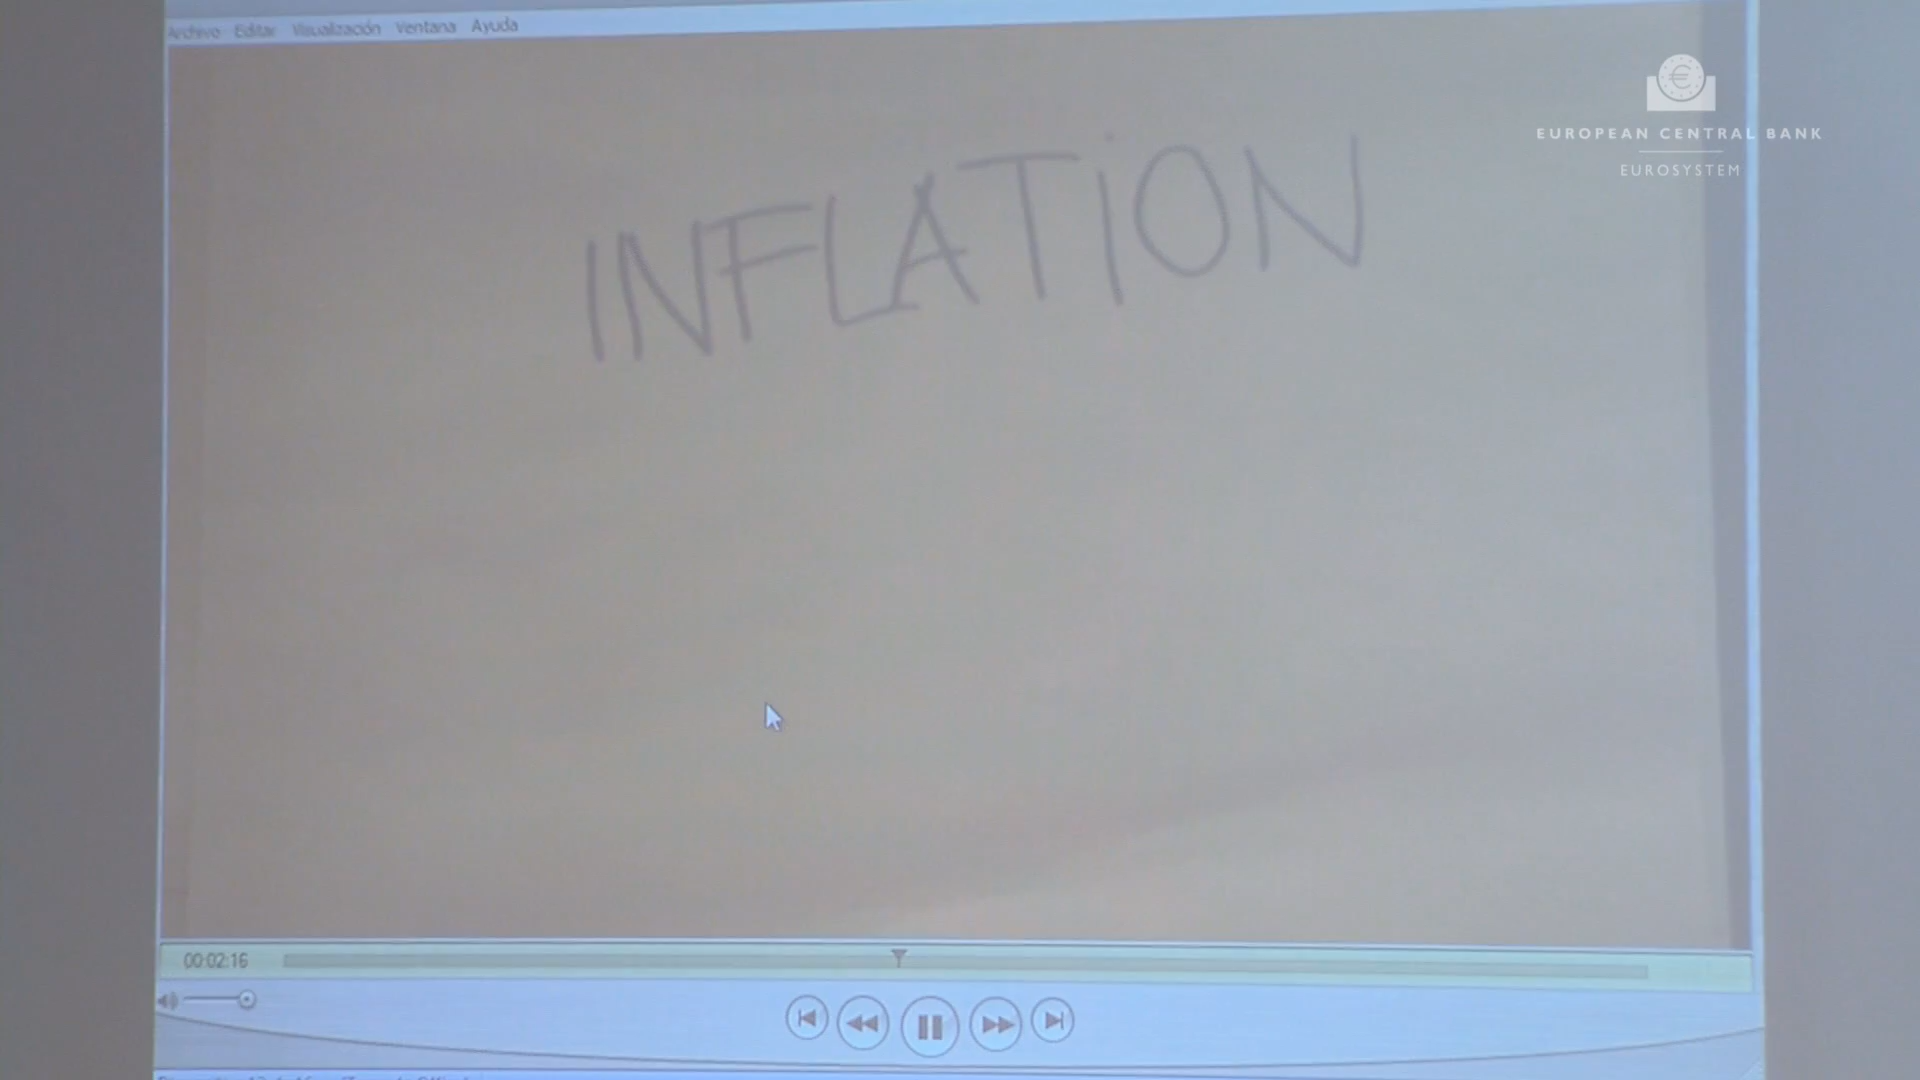 Archivo Editar Visualización Ventana Ayuda
EUROPEAN CENTRAL BANK
EUROSYSTEM
INFLATION
00:02:16